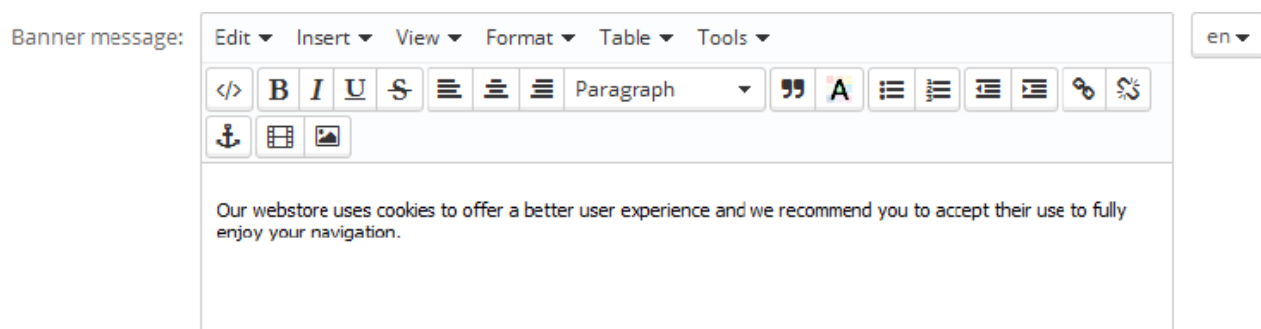 Banner message:
Edit Insert View Format Table Tools
en
</> B I U S Paragraph ❞ A
Our webstore uses cookies to offer a better user experience and we recommend you to accept their use to fully
enjoy your navigation.